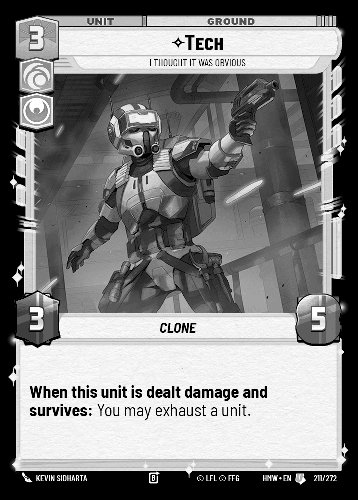 UNIT
GROUND
3
TECH
I THOUGHT IT WAS OBVIOUS
3
5
CLONE
When this unit is dealt damage and
survives: You may exhaust a unit.
KEVIN SIDHARTA
© LFL © FFG
HMW • EN
211/272